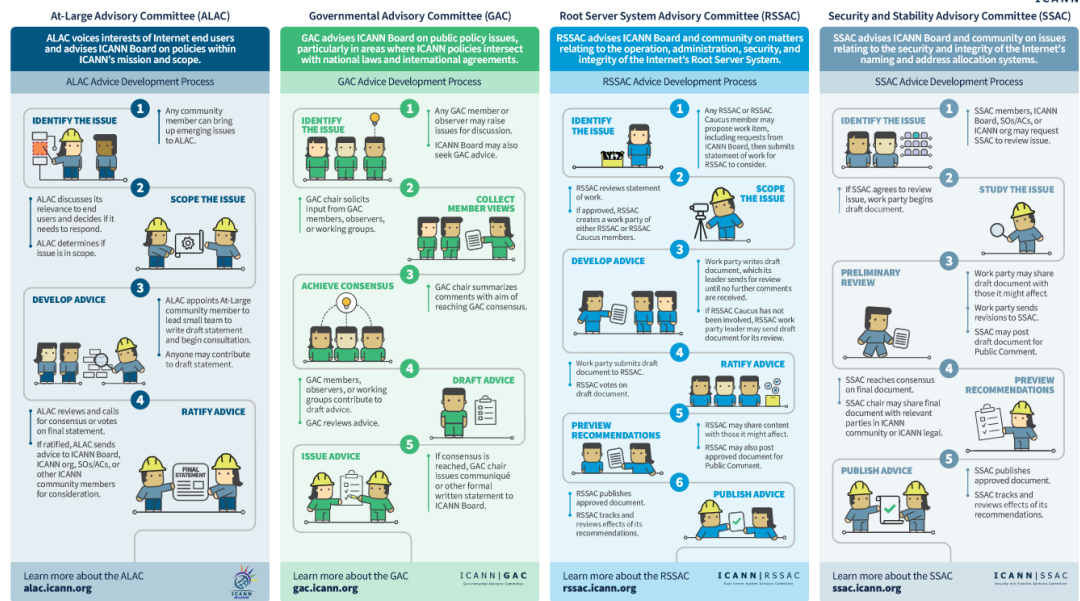 ICANN
At-Large Advisory Committee (ALAC)
ALAC voices interests of Internet end users
and advises ICANN Board on policies within
ICANN's mission and scope.
ALAC Advice Development Process
1
IDENTIFY THE ISSUE
Any community
member can bring
up emerging issues
to ALAC.
2
SCOPE THE ISSUE
ALAC discusses its
relevance to end
users and decides if it
needs to respond.
ALAC determines if
issue is in scope.
3
DEVELOP ADVICE
ALAC appoints At-Large
community member to
lead small team to
write draft statement
and begin consultation.
Anyone may contribute
to draft statement.
4
RATIFY ADVICE
ALAC reviews and calls
for consensus or votes
on final statement.
If ratified, ALAC sends
advice to ICANN Board,
ICANN org, SOs/ACs, or
other ICANN
community members
for consideration.
FINAL
STATEMENT
Learn more about the ALAC
alac.icann.org
ICANN
Governmental Advisory Committee (GAC)
GAC advises ICANN Board on public policy issues,
particularly in areas where ICANN policies intersect
with national laws and international agreements.
GAC Advice Development Process
1
IDENTIFY
THE ISSUE
Any GAC member or
observer may raise
issues for discussion.
ICANN Board may also
seek GAC advice.
2
COLLECT
MEMBER VIEWS
GAC chair solicits
input from GAC
members, observers,
or working groups.
3
ACHIEVE CONSENSUS
GAC chair summarizes
comments with aim of
reaching GAC consensus.
4
DRAFT ADVICE
GAC members,
observers, or working
groups contribute to
draft advice.
GAC reviews advice.
5
ISSUE ADVICE
If consensus is
reached, GAC chair
issues communiqué
or other formal
written statement to
ICANN Board.
Learn more about the GAC
gac.icann.org
ICANN|GAC
Governmental Advisory Committee
Root Server System Advisory Committee (RSSAC)
RSSAC advises ICANN Board and community on matters
relating to the operation, administration, security, and
integrity of the Internet's Root Server System.
RSSAC Advice Development Process
1
IDENTIFY
THE ISSUE
Any RSSAC or RSSAC
Caucus member may
propose work item,
including requests from
ICANN Board, then submits
statement of work for
RSSAC to consider.
2
SCOPE
THE ISSUE
RSSAC reviews statement
of work.
If approved, RSSAC
creates a work party of
either RSSAC or RSSAC
Caucus members.
3
DEVELOP ADVICE
Work party writes draft
document, which its
leader sends for review
until no further comments
are received.
If RSSAC Caucus has not
been involved, RSSAC work
party leader may send draft
document for its review.
4
RATIFY ADVICE
Work party submits draft
document to RSSAC.
RSSAC votes on
draft document.
5
PREVIEW
RECOMMENDATIONS
RSSAC may share content
with those it might affect.
RSSAC may also post
approved document for
Public Comment.
6
PUBLISH ADVICE
RSSAC publishes
approved document.
RSSAC tracks and
reviews effects of its
recommendations.
Learn more about the RSSAC
rssac.icann.org
ICANN|RSSAC
Root Server System Advisory Committee
Security and Stability Advisory Committee (SSAC)
SSAC advises ICANN Board and community on issues
relating to the security and integrity of the Internet's
naming and address allocation systems.
SSAC Advice Development Process
1
IDENTIFY THE ISSUE
SSAC members, ICANN
Board, SOs/ACs, or
ICANN org may request
SSAC to review issue.
2
STUDY THE ISSUE
If SSAC agrees to review
issue, work party begins
draft document.
3
PRELIMINARY
REVIEW
Work party may share
draft document with
those it might affect.
Work party sends
revisions to SSAC.
SSAC may post
draft document for
Public Comment.
4
PREVIEW
RECOMMENDATIONS
SSAC reaches consensus
on final document.
SSAC chair may share final
document with relevant
parties in ICANN
community or ICANN legal.
5
PUBLISH ADVICE
SSAC publishes
approved document.
SSAC tracks and
reviews effects of its
recommendations.
Learn more about the SSAC
ssac.icann.org
ICANN|SSAC
Security and Stability Advisory Committee